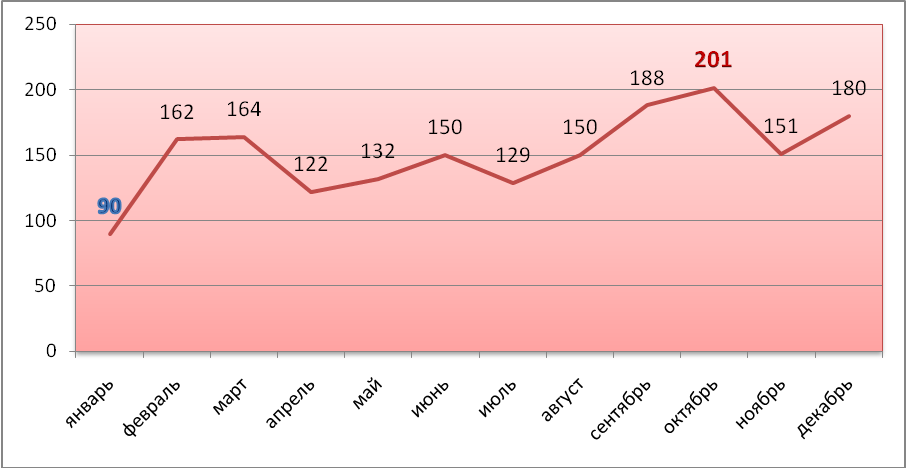 250
200
150
100
50
0
90
162
164
122
132
150
129
150
188
201
151
180
январь
февраль
март
апрель
май
июнь
июль
август
сентябрь
октябрь
ноябрь
декабрь